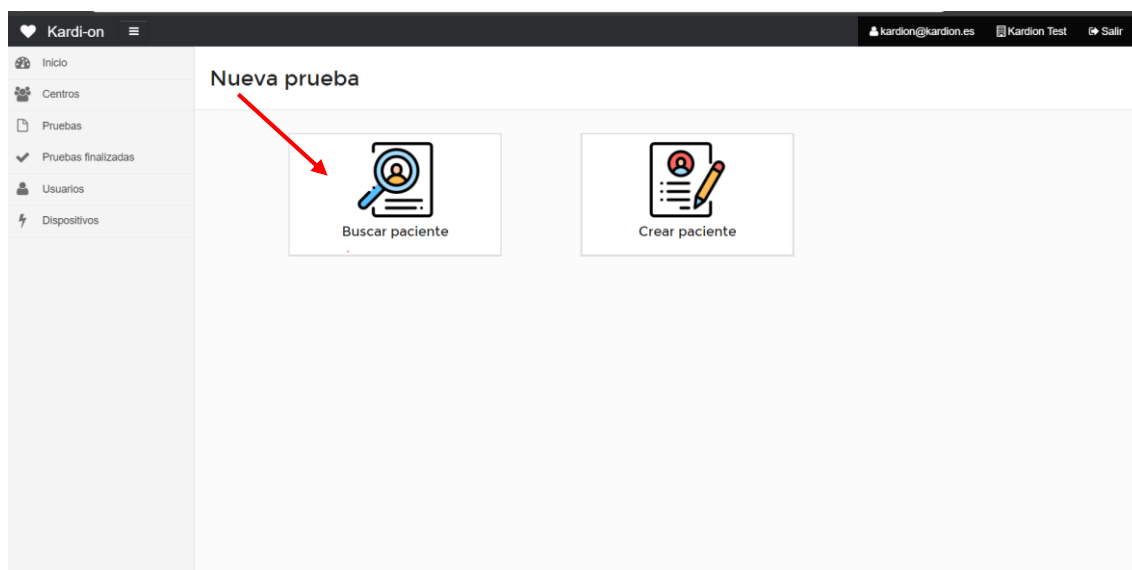 Kardi-on
kardion@kardion.es
Kardion Test
Salir
Inicio
Centros
Pruebas
Pruebas finalizadas
Usuarios
Dispositivos
Nueva prueba
Buscar paciente
Crear paciente